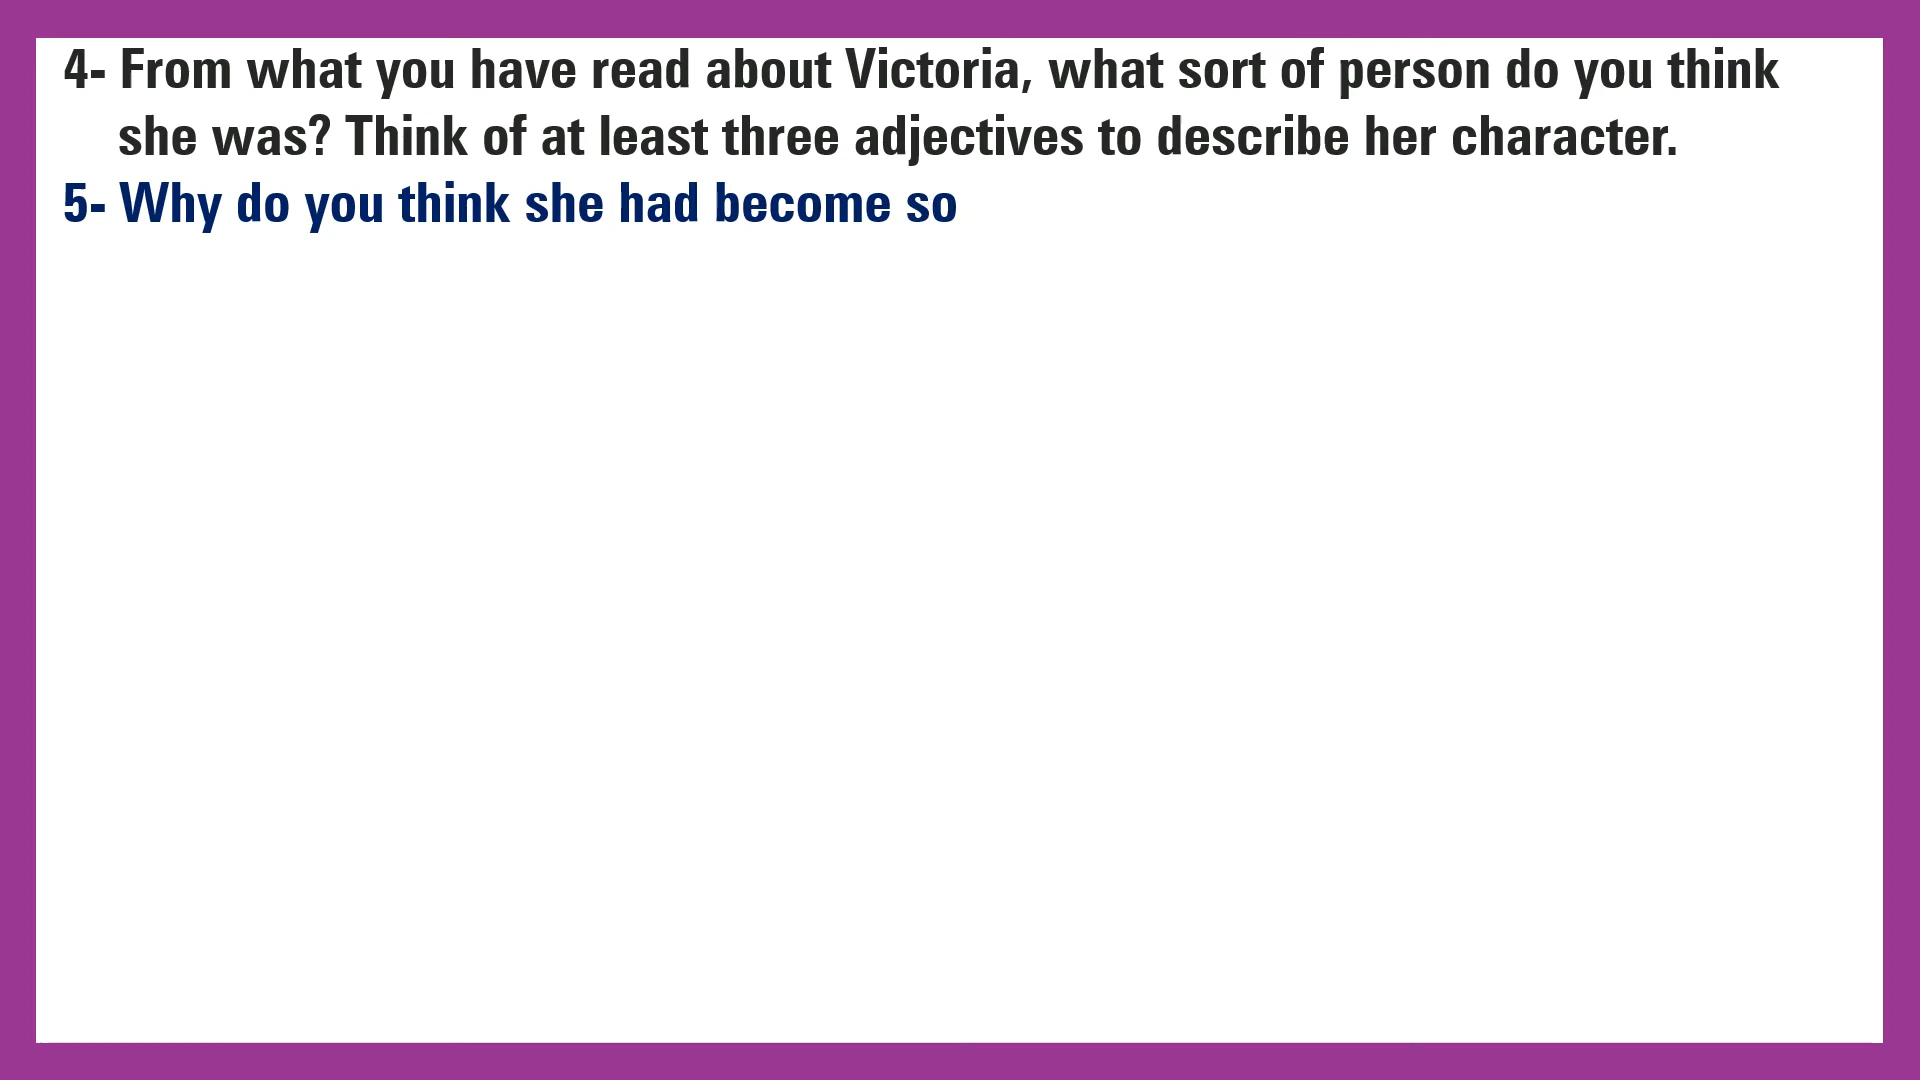 4- From what you have read about Victoria, what sort of person do you think
she was? Think of at least three adjectives to describe her character.
5- Why do you think she had become so